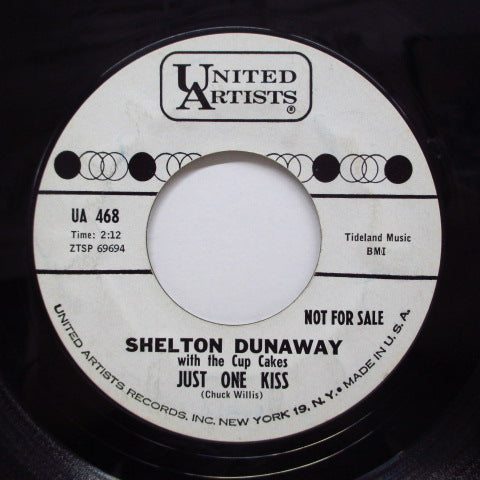 UNITED
ARTISTS®
UA 468
Time: 2:12
ZTSP 69694
Tideland Music
BMI
NOT FOR SALE
SHELTON DUNAWAY
with the Cup Cakes
JUST ONE KISS
(Chuck Willis)
UNITED ARTISTS RECORDS, INC. NEW YORK 19, N.Y. • MADE IN U.S.A.